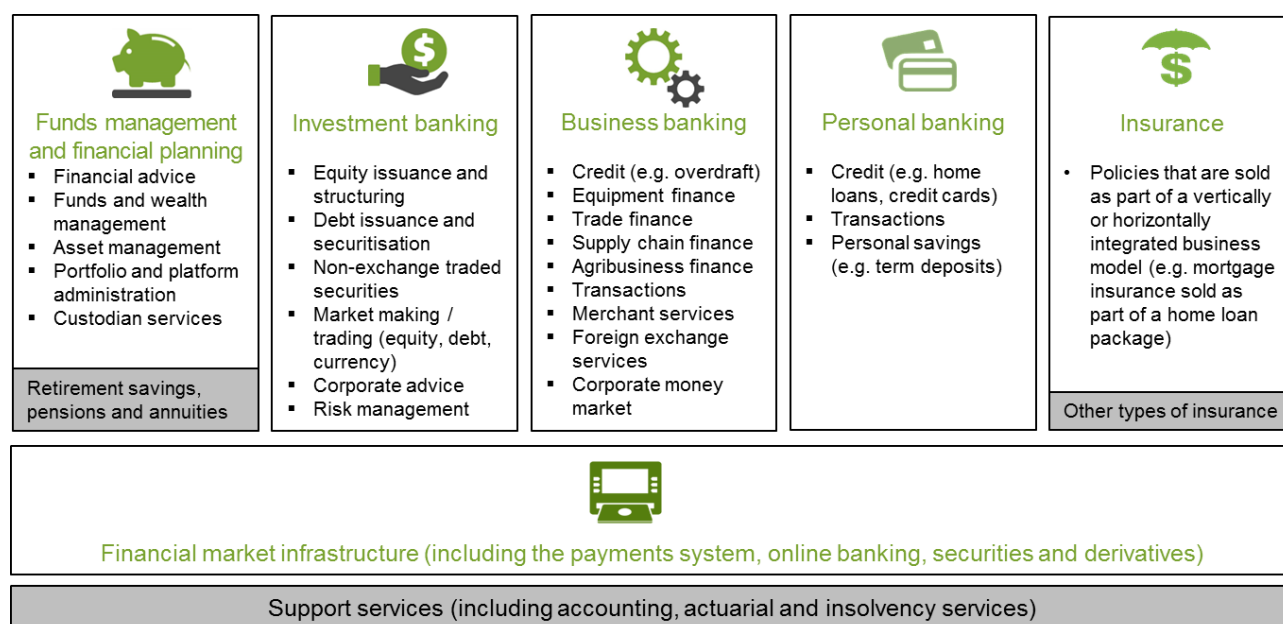 Funds management
and financial planning
▪ Financial advice
▪ Funds and wealth
management
▪ Asset management
▪ Portfolio and platform
administration
▪ Custodian services
Retirement savings,
pensions and annuities
$
Investment banking
▪ Equity issuance and
structuring
▪ Debt issuance and
securitisation
▪ Non-exchange traded
securities
▪ Market making /
trading (equity, debt,
currency)
▪ Corporate advice
▪ Risk management
Business banking
▪ Credit (e.g. overdraft)
▪ Equipment finance
▪ Trade finance
▪ Supply chain finance
▪ Agribusiness finance
▪ Transactions
▪ Merchant services
▪ Foreign exchange
services
▪ Corporate money
market
Personal banking
▪ Credit (e.g. home
loans, credit cards)
▪ Transactions
▪ Personal savings
(e.g. term deposits)
$
Insurance
• Policies that are sold
as part of a vertically
or horizontally
integrated business
model (e.g. mortgage
insurance sold as
part of a home loan
package)
Other types of insurance
Financial market infrastructure (including the payments system, online banking, securities and derivatives)
Support services (including accounting, actuarial and insolvency services)